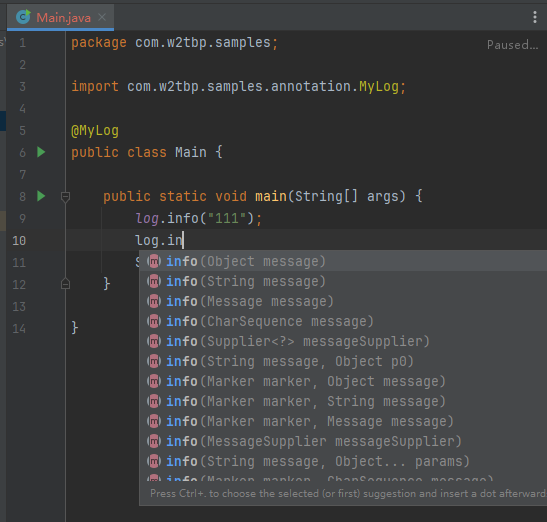 Main.java
1 package com.w2tbp.samples;
Paused...
2
3 import com.w2tbp.samples.annotation.MyLog;
4
5 @MyLog
6 public class Main {
7
8 public static void main(String[] args) {
9 log.info("111");
10 log.in
11 S
12 }
13
14 }
info(Object message)
info(String message)
info(Message message)
info(CharSequence message)
info(Supplier<?> messageSupplier)
info(String message, Object p0)
info(Marker marker, Object message)
info(Marker marker, String message)
info(Marker marker, Message message)
info(MessageSupplier messageSupplier)
info(String message, Object... params)
info(Marker marker, CharSequence message)
Press Ctrl+. to choose the selected (or first) suggestion and insert a dot afterward